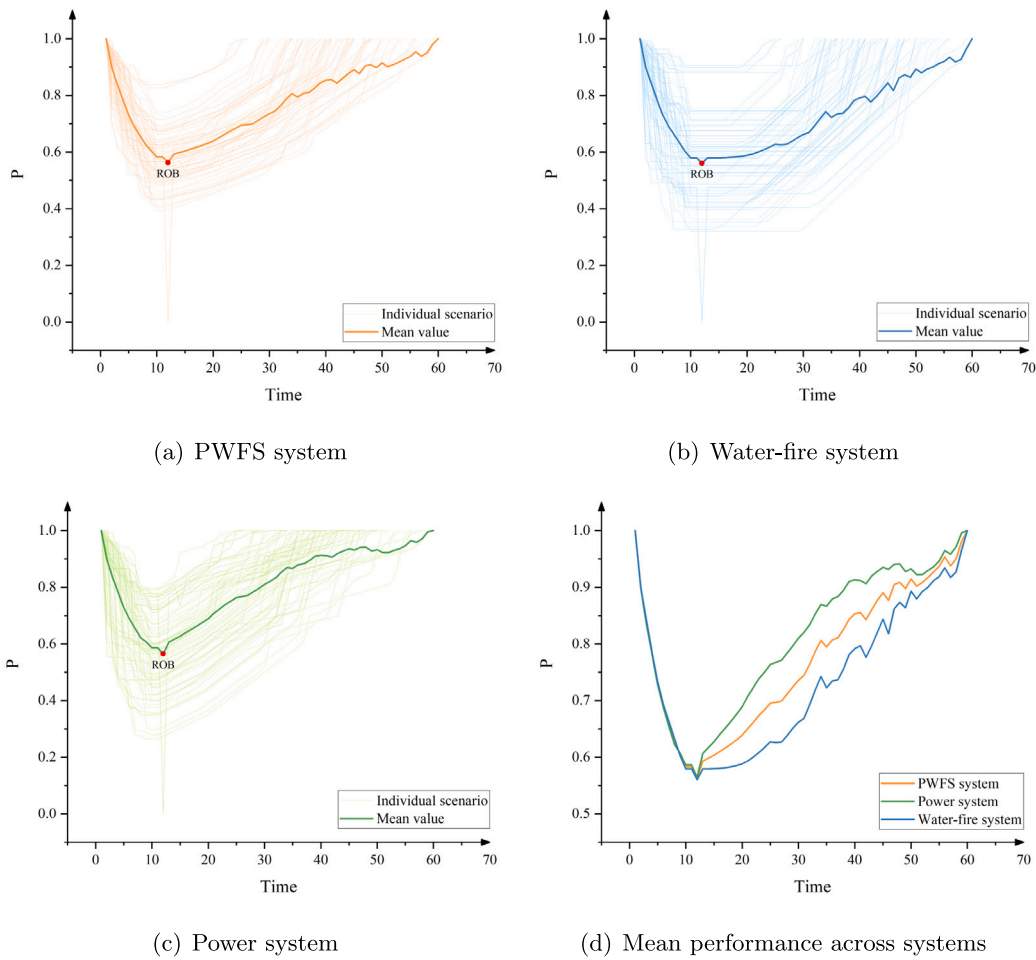 1.0
0.8
0.6
0.4
0.2
0.0
P
ROB
Individual scenario
Mean value
0 10 20 30 40 50 60 70
Time
(a) PWFS system
1.0
0.8
0.6
0.4
0.2
0.0
P
ROB
Individual scenario
Mean value
0 10 20 30 40 50 60 70
Time
(b) Water-fire system
1.0
0.8
0.6
0.4
0.2
0.0
P
ROB
Individual scenario
Mean value
0 10 20 30 40 50 60 70
Time
(c) Power system
1.0
0.9
0.8
0.7
0.6
0.5
P
PWFS system
Power system
Water-fire system
0 10 20 30 40 50 60 70
Time
(d) Mean performance across systems